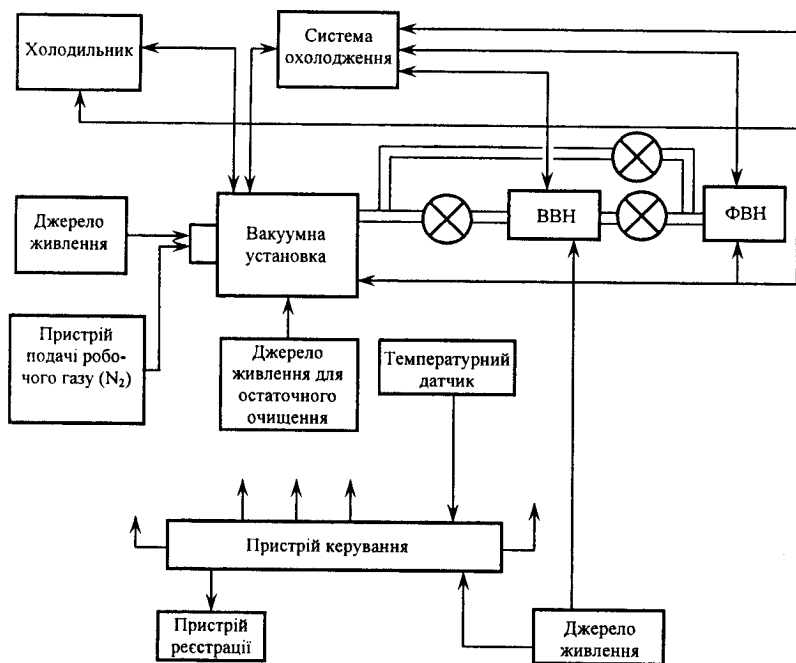 Холодильник
Система
охолодження
Джерело
живлення
Вакуумна
установка
ВВН
ФВН
Пристрій
подачі робо-
чого газу (N₂)
Джерело
живлення для
остаточного
очищення
Температурний
датчик
Пристрій керування
Пристрій
реєстрації
Джерело
живлення